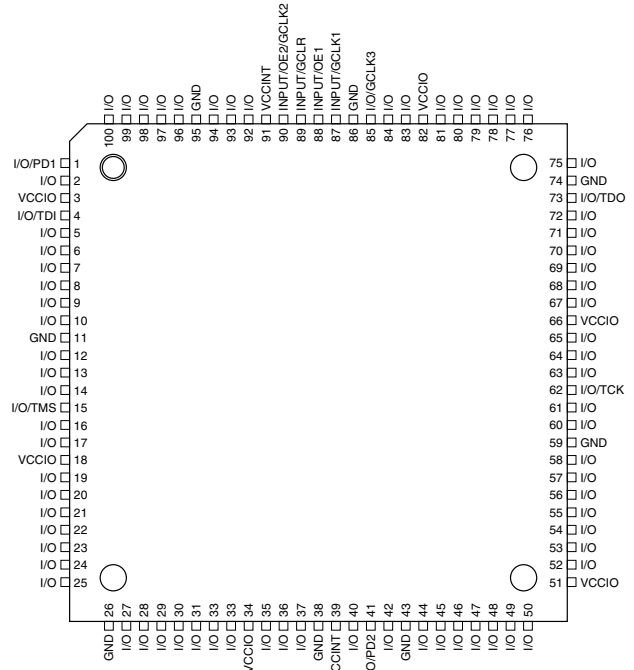 100 I/O
99 I/O
98 I/O
97 I/O
96 I/O
95 GND
94 I/O
93 I/O
92 I/O
91 VCCINT
90 INPUT/OE2/GCLK2
89 INPUT/GCLR
88 INPUT/OE1
87 INPUT/GCLK1
86 GND
85 I/O/GCLK3
84 I/O
83 I/O
82 VCCIO
81 I/O
80 I/O
79 I/O
78 I/O
77 I/O
76 I/O
I/O/PD1 1
I/O 2
VCCIO 3
I/O/TDI 4
I/O 5
I/O 6
I/O 7
I/O 8
I/O 9
I/O 10
GND 11
I/O 12
I/O 13
I/O 14
I/O/TMS 15
I/O 16
I/O 17
VCCIO 18
I/O 19
I/O 20
I/O 21
I/O 22
I/O 23
I/O 24
I/O 25
75 I/O
74 GND
73 I/O/TDO
72 I/O
71 I/O
70 I/O
69 I/O
68 I/O
67 I/O
66 VCCIO
65 I/O
64 I/O
63 I/O
62 I/O/TCK
61 I/O
60 I/O
59 GND
58 I/O
57 I/O
56 I/O
55 I/O
54 I/O
53 I/O
52 I/O
51 VCCIO
GND 26
I/O 27
I/O 28
I/O 29
I/O 30
I/O 31
I/O 33
I/O 33
VCCIO 34
I/O 35
I/O 36
I/O 37
GND 38
CCINT 39
I/O 40
O/PD2 41
I/O 42
GND 43
I/O 44
I/O 45
I/O 46
I/O 47
I/O 48
I/O 49
I/O 50